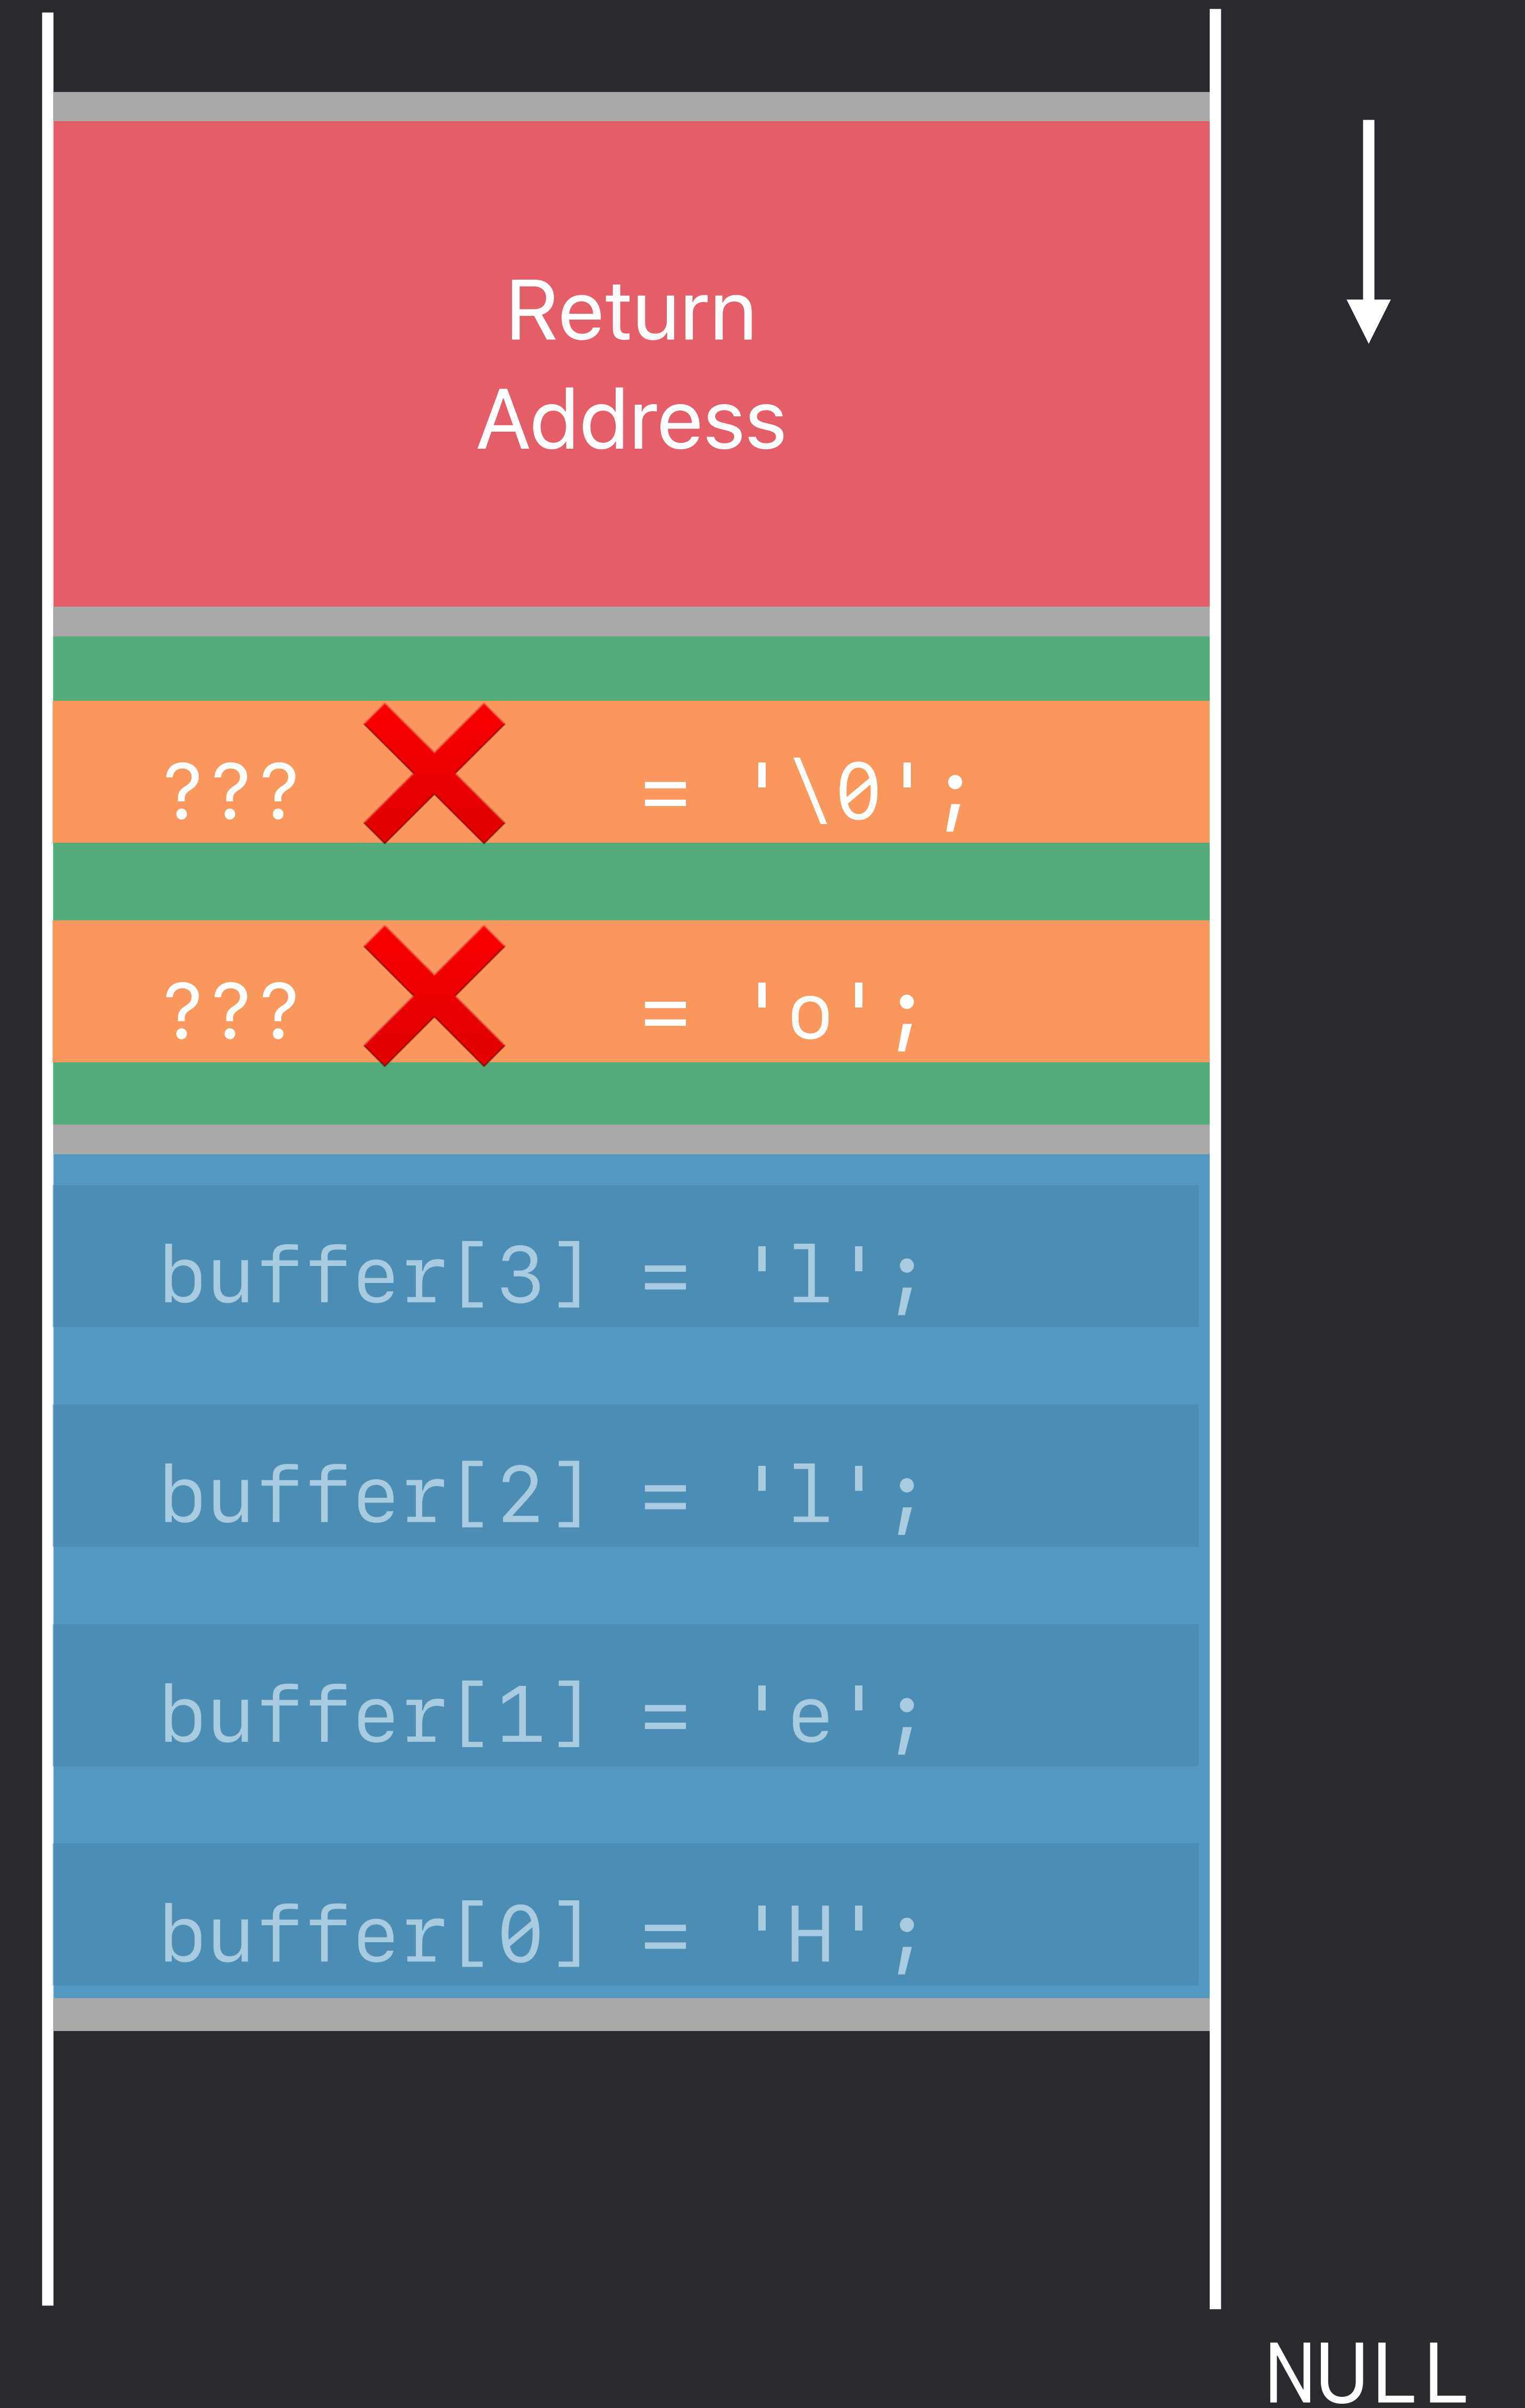 Return
Address
??? = '\0';
??? = 'o';
buffer[3] = 'l';
buffer[2] = 'l';
buffer[1] = 'e';
buffer[0] = 'H';
NULL